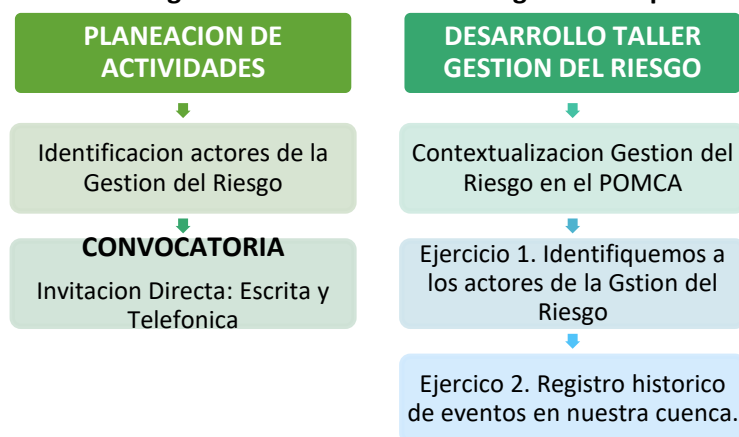 PLANEACION DE
ACTIVIDADES
Identificacion actores de la
Gestion del Riesgo
CONVOCATORIA
Invitacion Directa: Escrita y
Telefonica
DESARROLLO TALLER
GESTION DEL RIESGO
Contextualizacion Gestion del
Riesgo en el POMCA
Ejercicio 1. Identifiquemos a
los actores de la Gstion del
Riesgo
Ejercico 2. Registro historico
de eventos en nuestra cuenca.